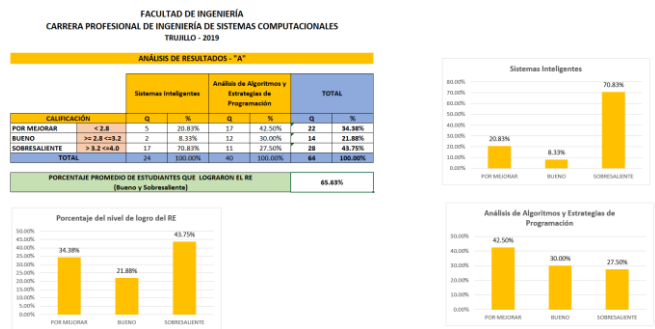 FACULTAD DE INGENIERÍA
CARRERA PROFESIONAL DE INGENIERÍA DE SISTEMAS COMPUTACIONALES
TRUJILLO - 2019
ANÁLISIS DE RESULTADOS - "A"
Sistemas Inteligentes Análisis de Algoritmos y Estrategias de Programación TOTAL
CALIFICACIÓN Q % Q % Q %
POR MEJORAR < 2.8 5 20.83% 17 42.50% 22 34.38%
BUENO >= 2.8 <=3.2 2 8.33% 12 30.00% 14 21.88%
SOBRESALIENTE > 3.2 <=4.0 17 70.83% 11 27.50% 28 43.75%
TOTAL 24 100.00% 40 100.00% 64 100.00%
PORCENTAJE PROMEDIO DE ESTUDIANTES QUE LOGRARON EL RE
(Bueno y Sobresaliente)
65.63%
Porcentaje del nivel de logro del RE
50.00%
45.00%
40.00%
35.00%
30.00%
25.00%
20.00%
15.00%
10.00%
5.00%
0.00%
34.38%
21.88%
43.75%
POR MEJORAR BUENO SOBRESALIENTE
Sistemas Inteligentes
80.00%
70.00%
60.00%
50.00%
40.00%
30.00%
20.00%
10.00%
0.00%
20.83%
8.33%
70.83%
POR MEJORAR BUENO SOBRESALIENTE
Análisis de Algoritmos y Estrategias de
Programación
50.00%
40.00%
30.00%
20.00%
10.00%
42.50%
30.00%
27.50%
POR MEJORAR BUENO SOBRESALIENTE